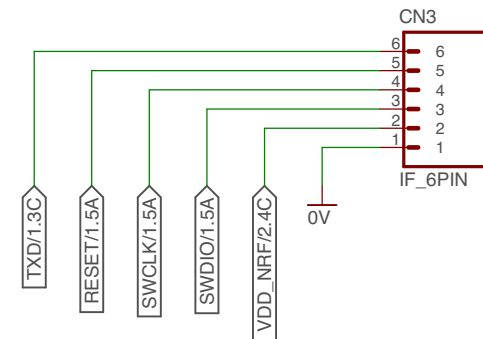 CN3
6 6
5 5
4 4
3 3
2 2
1 1
IF_6PIN
0V
TXD/1.3C
RESET/1.5A
SWCLK/1.5A
SWDIO/1.5A
VDD_NRF/2.4C